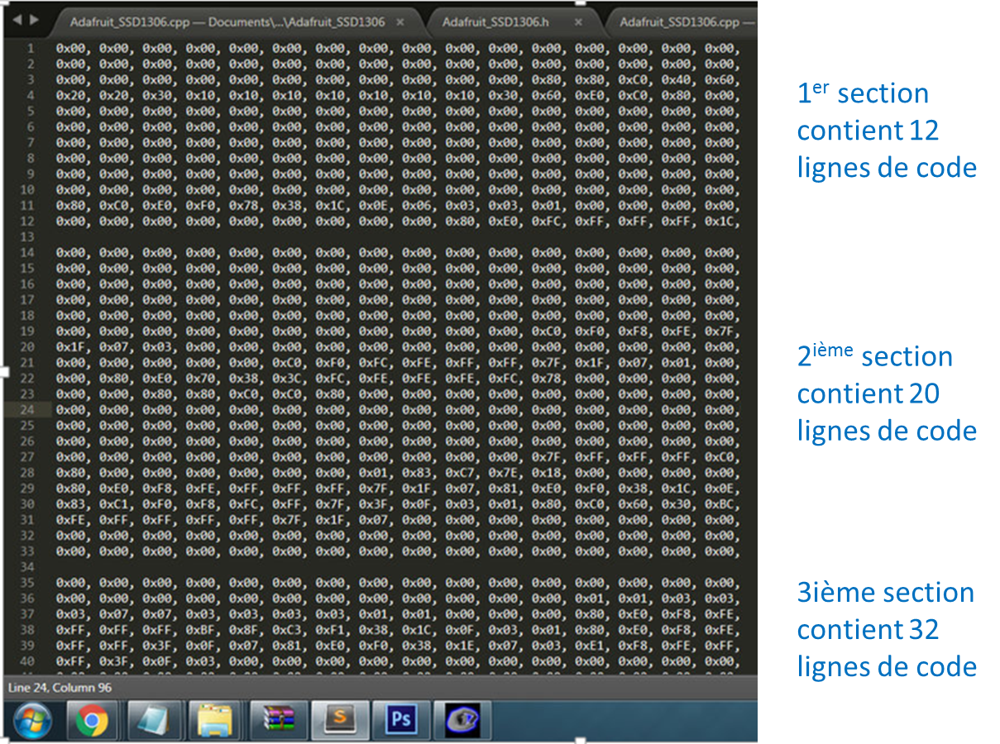 Adafruit_SSD1306.cpp — Documents\...\Adafruit_SSD1306 × Adafruit_SSD1306.h × Adafruit_SSD1306.cpp —
1 0x00, 0x00, 0x00, 0x00, 0x00, 0x00, 0x00, 0x00, 0x00, 0x00, 0x00, 0x00, 0x00, 0x00, 0x00, 0x00,
2 0x00, 0x00, 0x00, 0x00, 0x00, 0x00, 0x00, 0x00, 0x00, 0x00, 0x00, 0x00, 0x00, 0x00, 0x00, 0x00,
3 0x00, 0x00, 0x00, 0x00, 0x00, 0x00, 0x00, 0x00, 0x00, 0x00, 0x00, 0x80, 0x80, 0xC0, 0x40, 0x60,
4 0x20, 0x20, 0x30, 0x10, 0x10, 0x10, 0x10, 0x10, 0x10, 0x10, 0x30, 0x60, 0xE0, 0xC0, 0x80, 0x00,
5 0x00, 0x00, 0x00, 0x00, 0x00, 0x00, 0x00, 0x00, 0x00, 0x00, 0x00, 0x00, 0x00, 0x00, 0x00, 0x00,
6 0x00, 0x00, 0x00, 0x00, 0x00, 0x00, 0x00, 0x00, 0x00, 0x00, 0x00, 0x00, 0x00, 0x00, 0x00, 0x00,
7 0x00, 0x00, 0x00, 0x00, 0x00, 0x00, 0x00, 0x00, 0x00, 0x00, 0x00, 0x00, 0x00, 0x00, 0x00, 0x00,
8 0x00, 0x00, 0x00, 0x00, 0x00, 0x00, 0x00, 0x00, 0x00, 0x00, 0x00, 0x00, 0x00, 0x00, 0x00, 0x00,
9 0x00, 0x00, 0x00, 0x00, 0x00, 0x00, 0x00, 0x00, 0x00, 0x00, 0x00, 0x00, 0x00, 0x00, 0x00, 0x00,
10 0x00, 0x00, 0x00, 0x00, 0x00, 0x00, 0x00, 0x00, 0x00, 0x00, 0x00, 0x00, 0x00, 0x00, 0x00, 0x00,
11 0x80, 0xC0, 0xE0, 0xF0, 0x78, 0x38, 0x1C, 0x0E, 0x06, 0x03, 0x03, 0x01, 0x00, 0x00, 0x00, 0x00,
12 0x00, 0x00, 0x00, 0x00, 0x00, 0x00, 0x00, 0x00, 0x00, 0x80, 0xE0, 0xFC, 0xFF, 0xFF, 0xFF, 0x1C,
13
14 0x00, 0x00, 0x00, 0x00, 0x00, 0x00, 0x00, 0x00, 0x00, 0x00, 0x00, 0x00, 0x00, 0x00, 0x00, 0x00,
15 0x00, 0x00, 0x00, 0x00, 0x00, 0x00, 0x00, 0x00, 0x00, 0x00, 0x00, 0x00, 0x00, 0x00, 0x00, 0x00,
16 0x00, 0x00, 0x00, 0x00, 0x00, 0x00, 0x00, 0x00, 0x00, 0x00, 0x00, 0x00, 0x00, 0x00, 0x00, 0x00,
17 0x00, 0x00, 0x00, 0x00, 0x00, 0x00, 0x00, 0x00, 0x00, 0x00, 0x00, 0x00, 0x00, 0x00, 0x00, 0x00,
18 0x00, 0x00, 0x00, 0x00, 0x00, 0x00, 0x00, 0x00, 0x00, 0x00, 0x00, 0x00, 0x00, 0x00, 0x00, 0x00,
19 0x00, 0x00, 0x00, 0x00, 0x00, 0x00, 0x00, 0x00, 0x00, 0x00, 0x00, 0xC0, 0xF0, 0xF8, 0xFE, 0x7F,
20 0x1F, 0x07, 0x03, 0x00, 0x00, 0x00, 0x00, 0x00, 0x00, 0x00, 0x00, 0x00, 0x00, 0x00, 0x00, 0x00,
21 0x00, 0x00, 0x00, 0x00, 0x00, 0xC0, 0xF0, 0xFC, 0xFE, 0xFF, 0xFF, 0x7F, 0x1F, 0x07, 0x01, 0x00,
22 0x00, 0x80, 0xE0, 0x70, 0x38, 0x3C, 0xFC, 0xFE, 0xFE, 0xFE, 0xFC, 0x78, 0x00, 0x00, 0x00, 0x00,
23 0x00, 0x00, 0x80, 0x80, 0xC0, 0xC0, 0x80, 0x00, 0x00, 0x00, 0x00, 0x00, 0x00, 0x00, 0x00, 0x00,
24 0x00, 0x00, 0x00, 0x00, 0x00, 0x00, 0x00, 0x00, 0x00, 0x00, 0x00, 0x00, 0x00, 0x00, 0x00, 0x00,
25 0x00, 0x00, 0x00, 0x00, 0x00, 0x00, 0x00, 0x00, 0x00, 0x00, 0x00, 0x00, 0x00, 0x00, 0x00, 0x00,
26 0x00, 0x00, 0x00, 0x00, 0x00, 0x00, 0x00, 0x00, 0x00, 0x00, 0x00, 0x00, 0x00, 0x00, 0x00, 0x00,
27 0x00, 0x00, 0x00, 0x00, 0x00, 0x00, 0x00, 0x00, 0x00, 0x00, 0x00, 0x7F, 0xFF, 0xFF, 0xFF, 0xC0,
28 0x80, 0x00, 0x00, 0x00, 0x00, 0x00, 0x00, 0x01, 0x83, 0xC7, 0x7E, 0x18, 0x00, 0x00, 0x00, 0x00,
29 0x80, 0xE0, 0xF8, 0xFE, 0xFF, 0xFF, 0xFF, 0x7F, 0x1F, 0x07, 0x81, 0xE0, 0xF0, 0x38, 0x1C, 0x0E,
30 0x83, 0xC1, 0xF0, 0xF8, 0xFC, 0xFF, 0x7F, 0x3F, 0x0F, 0x03, 0x01, 0x80, 0xC0, 0x60, 0x30, 0xBC,
31 0xFE, 0xFF, 0xFF, 0xFF, 0xFF, 0x7F, 0x1F, 0x07, 0x00, 0x00, 0x00, 0x00, 0x00, 0x00, 0x00, 0x00,
32 0x00, 0x00, 0x00, 0x00, 0x00, 0x00, 0x00, 0x00, 0x00, 0x00, 0x00, 0x00, 0x00, 0x00, 0x00, 0x00,
33 0x00, 0x00, 0x00, 0x00, 0x00, 0x00, 0x00, 0x00, 0x00, 0x00, 0x00, 0x00, 0x00, 0x00, 0x00, 0x00,
34
35 0x00, 0x00, 0x00, 0x00, 0x00, 0x00, 0x00, 0x00, 0x00, 0x00, 0x00, 0x00, 0x00, 0x00, 0x00, 0x00,
36 0x00, 0x00, 0x00, 0x00, 0x00, 0x00, 0x00, 0x00, 0x00, 0x00, 0x00, 0x00, 0x01, 0x01, 0x03, 0x03,
37 0x03, 0x07, 0x07, 0x03, 0x03, 0x03, 0x03, 0x01, 0x01, 0x00, 0x00, 0x00, 0x80, 0xE0, 0xF8, 0xFE,
38 0xFF, 0xFF, 0xFF, 0xBF, 0x8F, 0xC3, 0xF1, 0x38, 0x1C, 0x0F, 0x03, 0x01, 0x80, 0xE0, 0xF8, 0xFE,
39 0xFF, 0xFF, 0x3F, 0x0F, 0x07, 0x81, 0xE0, 0xF0, 0x38, 0x1E, 0x07, 0x03, 0xE1, 0xF8, 0xFE, 0xFF,
40 0xFF, 0x3F, 0x0F, 0x03, 0x00, 0x00, 0x00, 0x00, 0x00, 0x00, 0x00, 0x00, 0x00, 0x00, 0x00, 0x00,
Line 24, Column 96
S
Ps
1er section
contient 12
lignes de code
2ième section
contient 20
lignes de code
3ième section
contient 32
lignes de code